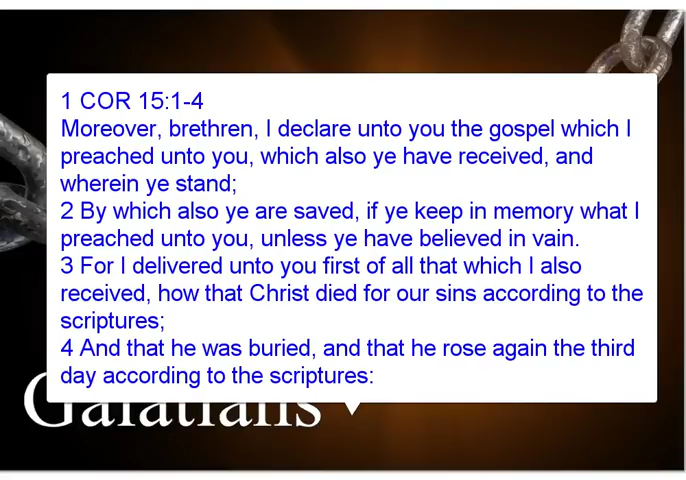 1 COR 15:1-4
Moreover, brethren, I declare unto you the gospel which I
preached unto you, which also ye have received, and
wherein ye stand;
2 By which also ye are saved, if ye keep in memory what I
preached unto you, unless ye have believed in vain.
3 For I delivered unto you first of all that which I also
received, how that Christ died for our sins according to the
scriptures;
4 And that he was buried, and that he rose again the third
day according to the scriptures:
Galatians